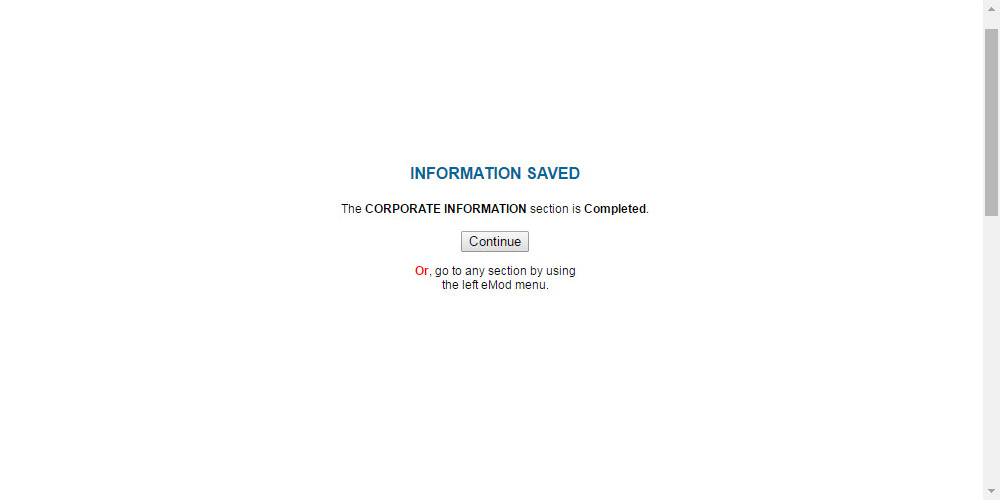 INFORMATION SAVED
The CORPORATE INFORMATION section is Completed.
Continue
Or, go to any section by using
the left eMod menu.